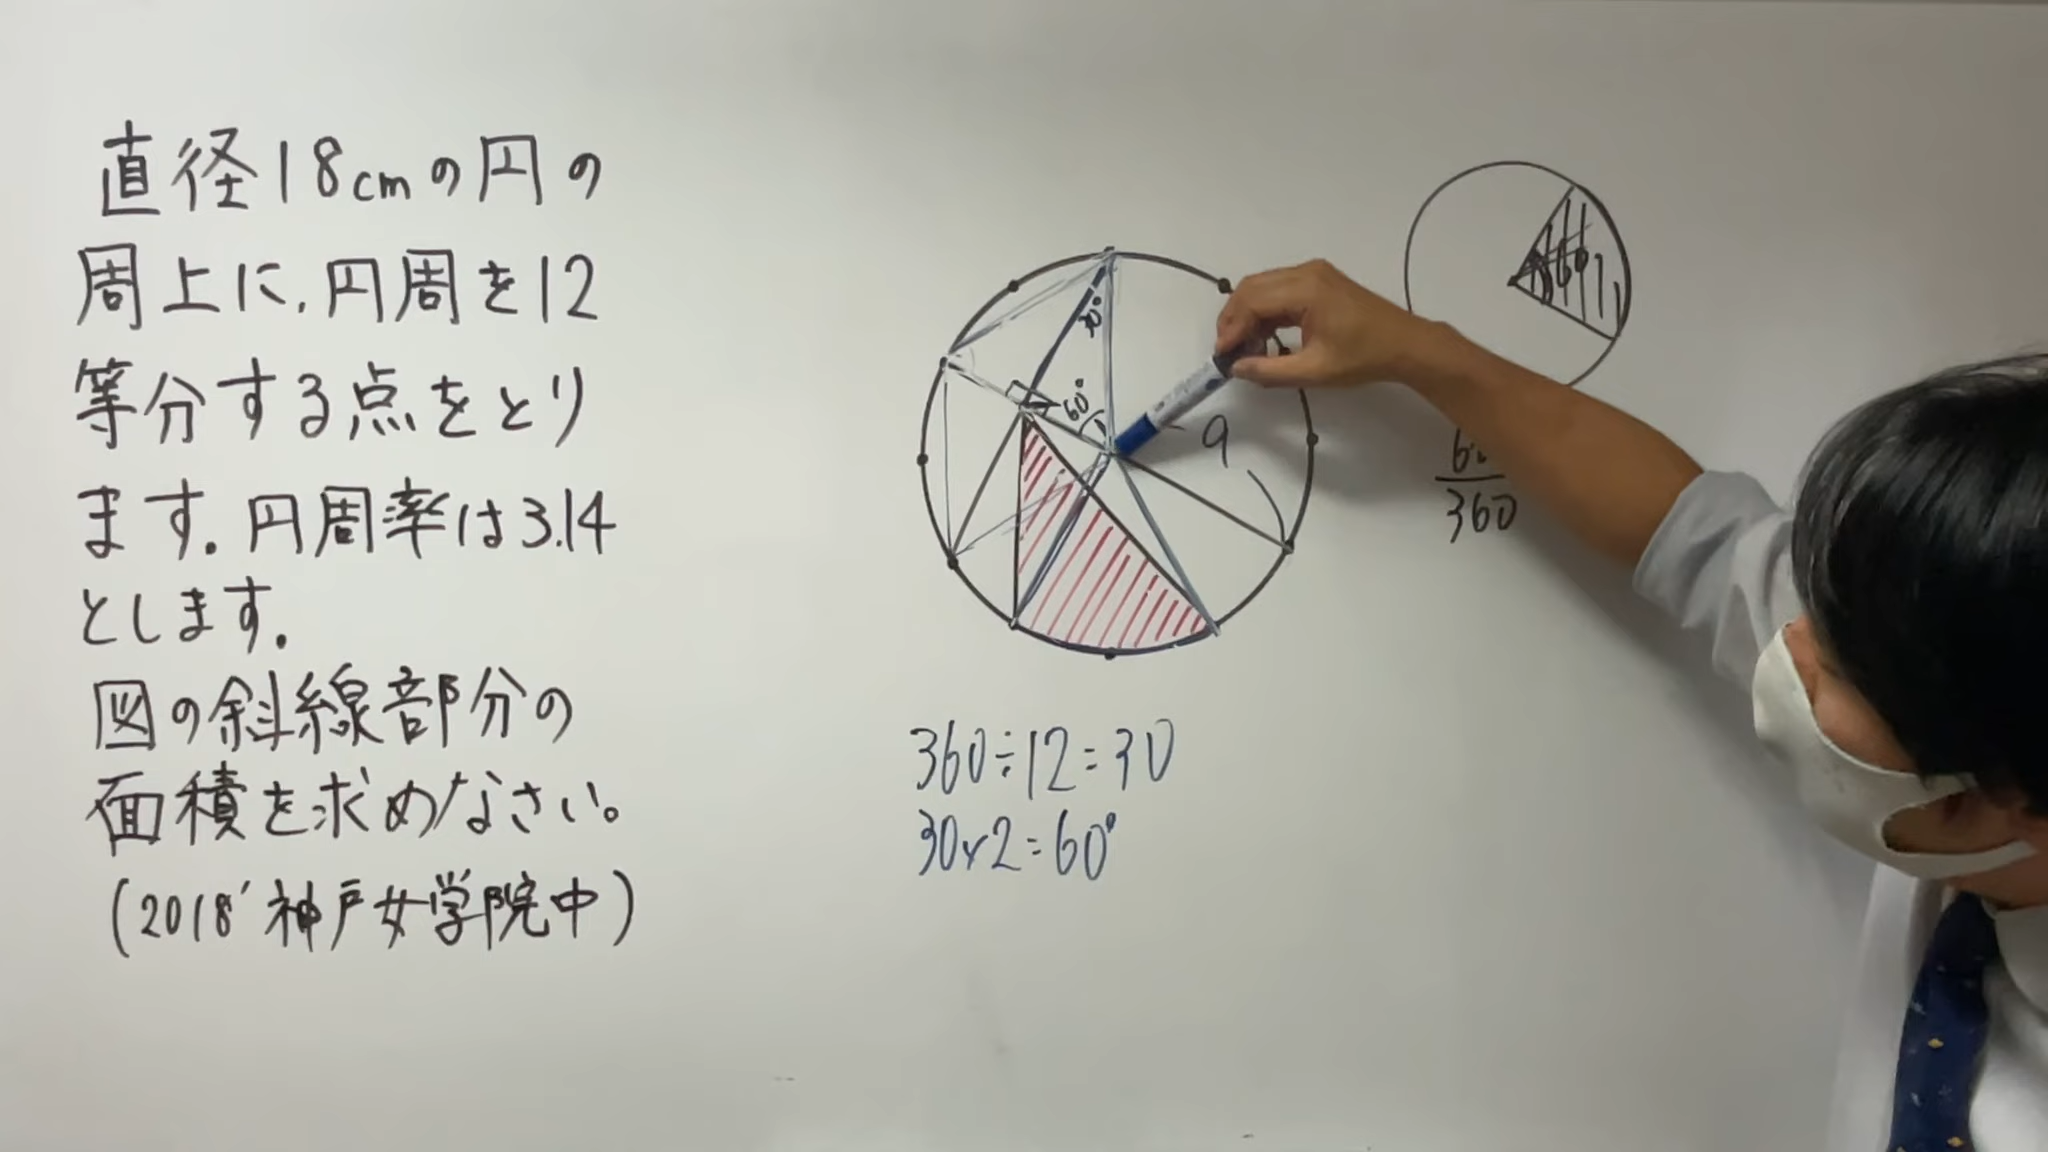 直径18cmの円の
周上に、円周を12
等分する点をとり
ます。円周率は3.14
とします。
図の斜線部分の
面積を求めなさい。
(2018' 神戸女学院中)
30°
60°
9
360÷12=30
30×2=60°
360